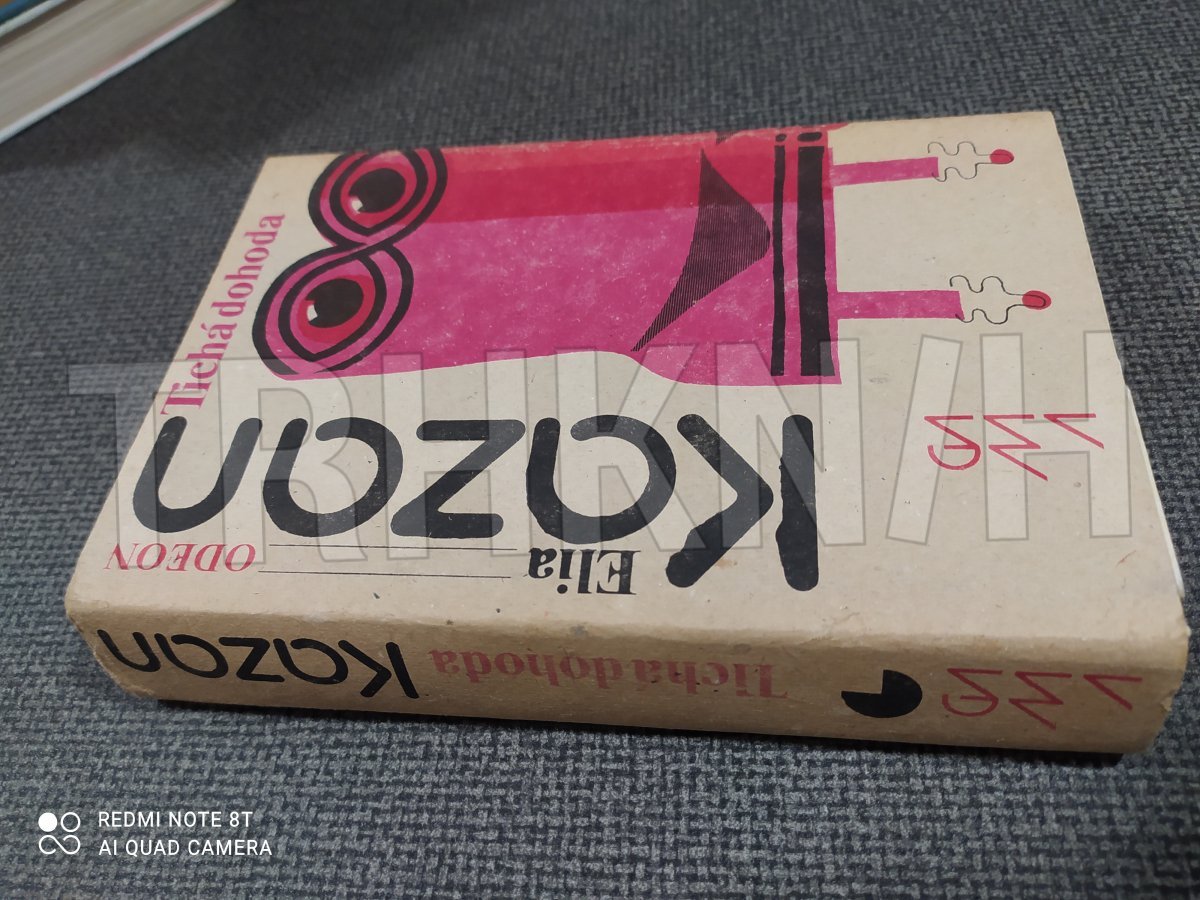 Tichá dohoda
Kazan
Elia
ODEON
Kazan
Tichá dohoda
TRHKNIH
REDMI NOTE 8T
AI QUAD CAMERA